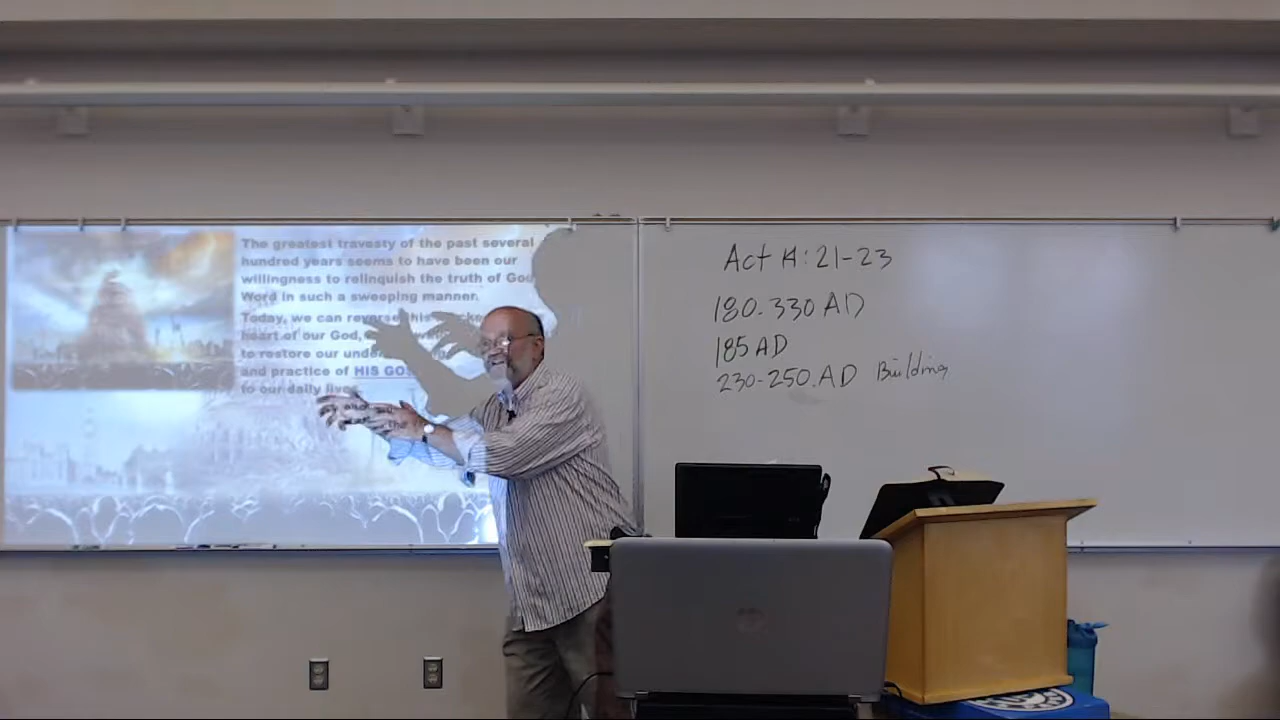 The greatest travesty of the past several
hundred years seems to have been our
willingness to relinquish the truth of God
Word in such a sweeping manner.
Today, we can reverse this
heart of our God,
to restore our
and practice of HIS GO
to our daily lives.
Act 14:21-23
180-330 AD
185 AD
230-250 AD Building